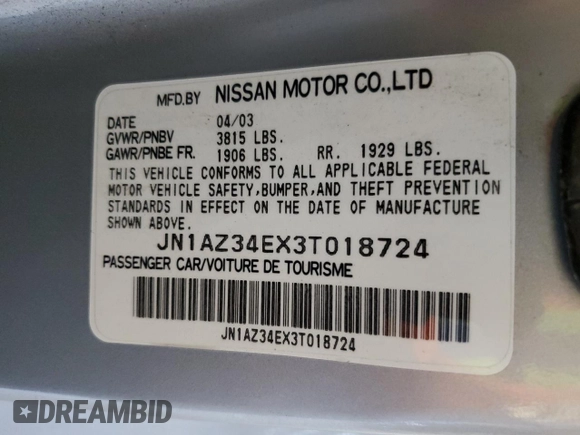 MFD.BY NISSAN MOTOR CO.,LTD
DATE 04/03
GVWR/PNBV 3815 LBS.
GAWR/PNBE FR. 1906 LBS. RR. 1929 LBS.
THIS VEHICLE CONFORMS TO ALL APPLICABLE FEDERAL
MOTOR VEHICLE SAFETY,BUMPER,AND THEFT PREVENTION
STANDARDS IN EFFECT ON THE DATE OF MANUFACTURE
SHOWN ABOVE.
JN1AZ34EX3T018724
PASSENGER CAR/VOITURE DE TOURISME
JN1AZ34EX3T018724
DREAMBID